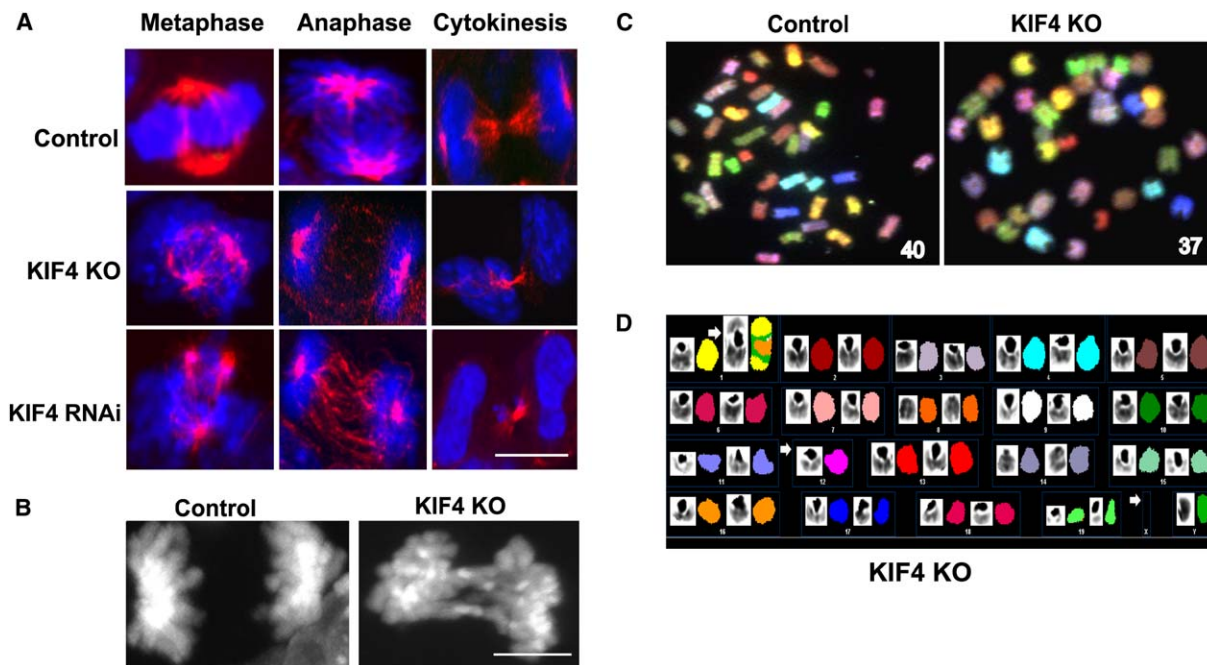 A
Metaphase Anaphase Cytokinesis
Control
KIF4 KO
KIF4 RNAi
B
Control KIF4 KO
C
Control KIF4 KO
40 37
D
1 2 3 4 5
6 7 8 9 10
11 12 13 14 15
16 17 18 19 X Y
KIF4 KO